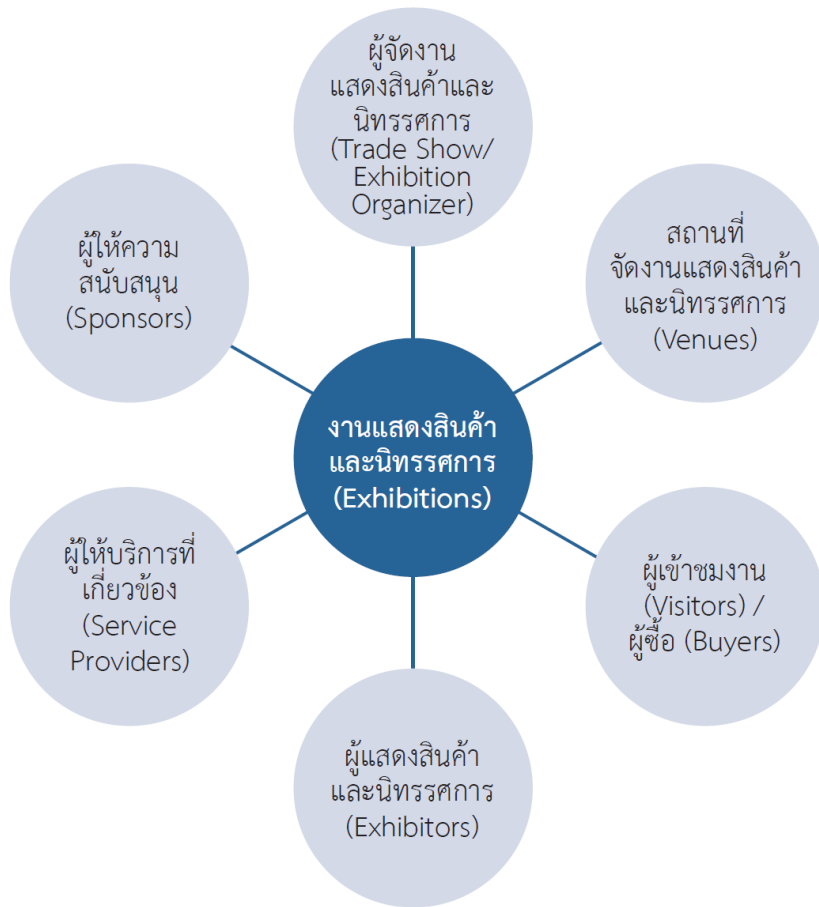 ผู้จัดงาน
แสดงสินค้าและ
นิทรรศการ
(Trade Show/
Exhibition
Organizer)
สถานที่
จัดงานแสดงสินค้า
และนิทรรศการ
(Venues)
ผู้เข้าชมงาน
(Visitors) /
ผู้ซื้อ (Buyers)
ผู้แสดงสินค้า
และนิทรรศการ
(Exhibitors)
ผู้ให้บริการที่
เกี่ยวข้อง
(Service
Providers)
ผู้ให้ความ
สนับสนุน
(Sponsors)
งานแสดงสินค้า
และนิทรรศการ
(Exhibitions)